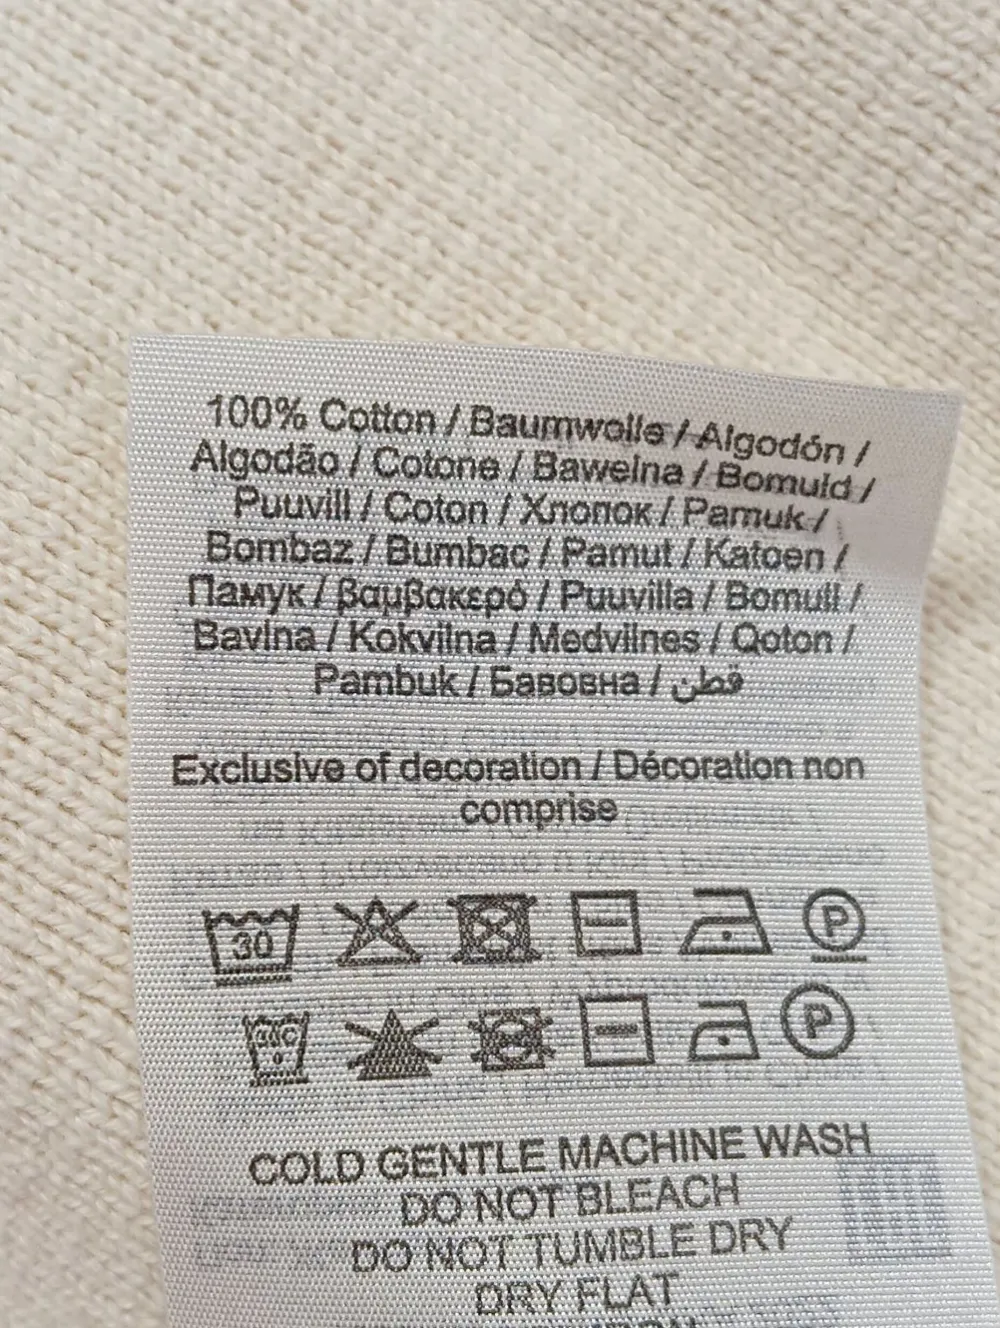 100% Cotton / Baumwolle / Algodón /
Algodão / Cotone / Bawełna / Bomuld /
Puuvill / Coton / Хлопок / Pamuk /
Bombaž / Bumbac / Pamut / Katoen /
Памук / βαμβακερό / Puuvilla / Bomull /
Bavlna / Kokvilna / Medvilnės / Qoton /
Pambuk / Бавовна / قطن
Exclusive of decoration / Décoration non
comprise
30 P
P
COLD GENTLE MACHINE WASH
DO NOT BLEACH
DO NOT TUMBLE DRY
DRY FLAT